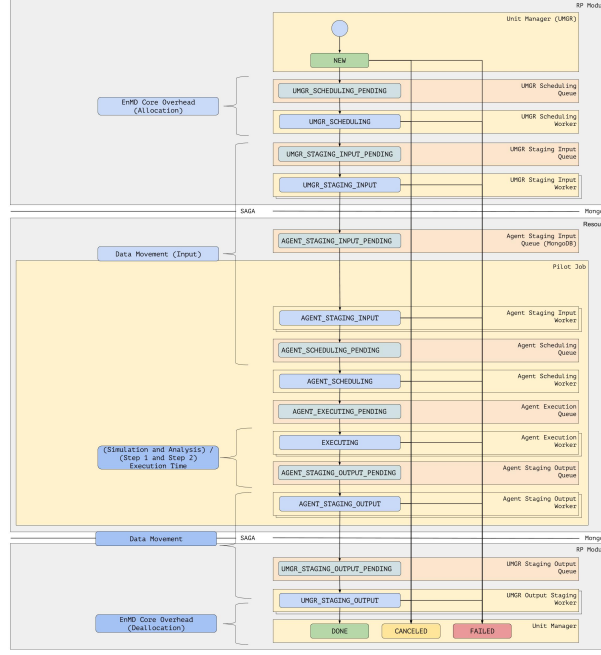 RP Modu
Unit Manager (UMGR)
NEW
UMGR_SCHEDULING_PENDING
UMGR Scheduling
Queue
EnMD Core Overhead
(Allocation)
UMGR_SCHEDULING
UMGR Scheduling
Worker
UMGR_STAGING_INPUT_PENDING
UMGR Staging Input
Queue
UMGR_STAGING_INPUT
UMGR Staging Input
Worker
SAGA
Mongo
Resou
AGENT_STAGING_INPUT_PENDING
Agent Staging Input
Queue (MongoDB)
Data Movement (Input)
Pilot Job
AGENT_STAGING_INPUT
Agent Staging Input
Worker
AGENT_SCHEDULING_PENDING
Agent Scheduling
Queue
AGENT_SCHEDULING
Agent Scheduling
Worker
AGENT_EXECUTING_PENDING
Agent Execution
Queue
EXECUTING
Agent Execution
Worker
(Simulation and Analysis) /
(Step 1 and Step 2)
Execution Time
AGENT_STAGING_OUTPUT_PENDING
Agent Staging Output
Queue
AGENT_STAGING_OUTPUT
Agent Staging Output
Worker
Data Movement
SAGA
Mongo
RP Modu
UMGR_STAGING_OUTPUT_PENDING
UMGR Staging Output
Queue
UMGR_STAGING_OUTPUT
UMGR Output Staging
Worker
EnMD Core Overhead
(Deallocation)
DONE
CANCELED
FAILED
Unit Manager